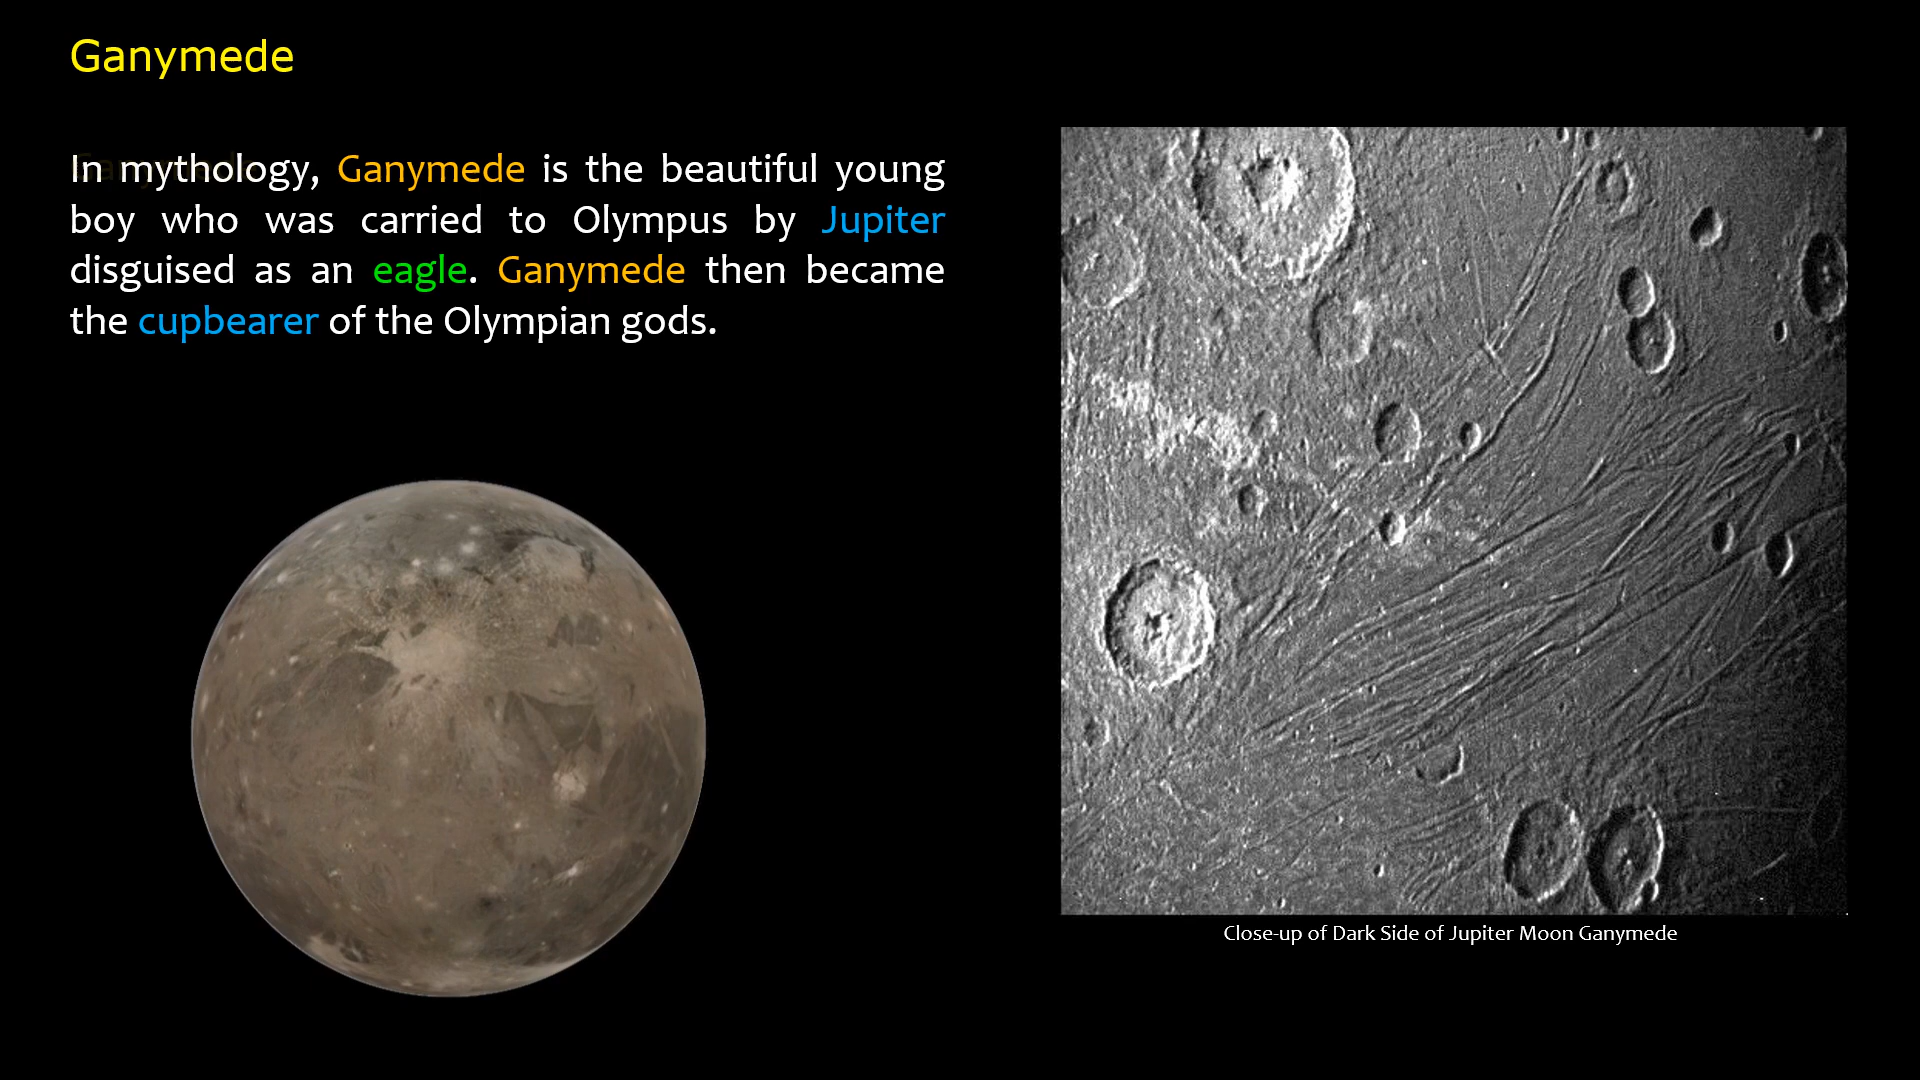 Ganymede
In mythology, Ganymede is the beautiful young
boy who was carried to Olympus by Jupiter
disguised as an eagle. Ganymede then became
the cupbearer of the Olympian gods.
Close-up of Dark Side of Jupiter Moon Ganymede